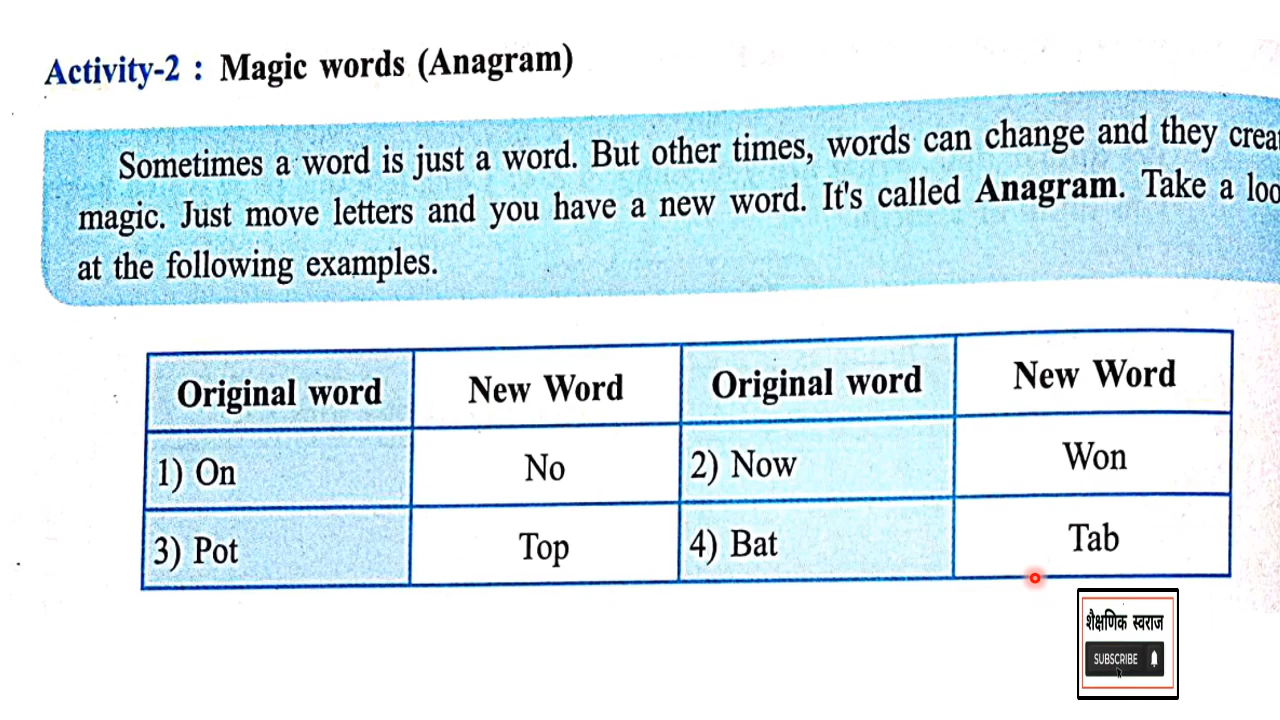 Activity-2 : Magic words (Anagram)
Sometimes a word is just a word. But other times, words can change and they crea
magic. Just move letters and you have a new word. It's called Anagram. Take a loo
at the following examples.
Original word New Word Original word New Word
1) On No 2) Now Won
3) Pot Top 4) Bat Tab
शैक्षणिक स्वराज
SUBSCRIBE